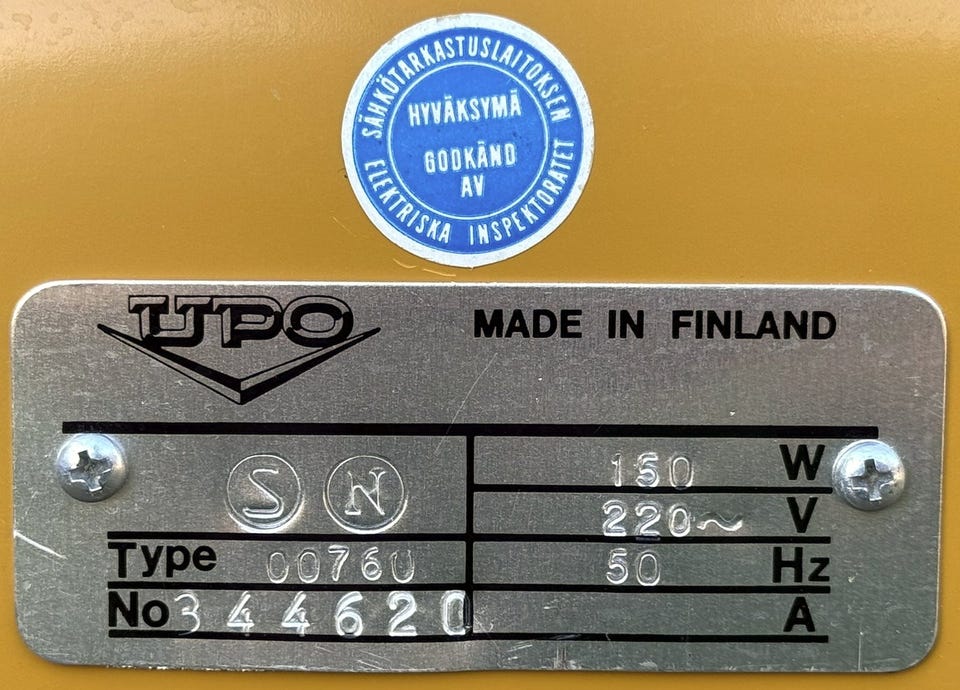 SÄHKÖTARKASTUSLAITOKSEN
HYVÄKSYMÄ
GODKÄND
AV
ELEKTRISKA INSPEKTORATET
UPO MADE IN FINLAND
S N 150 W
220~ V
Type 00760 50 Hz
No 344620 A